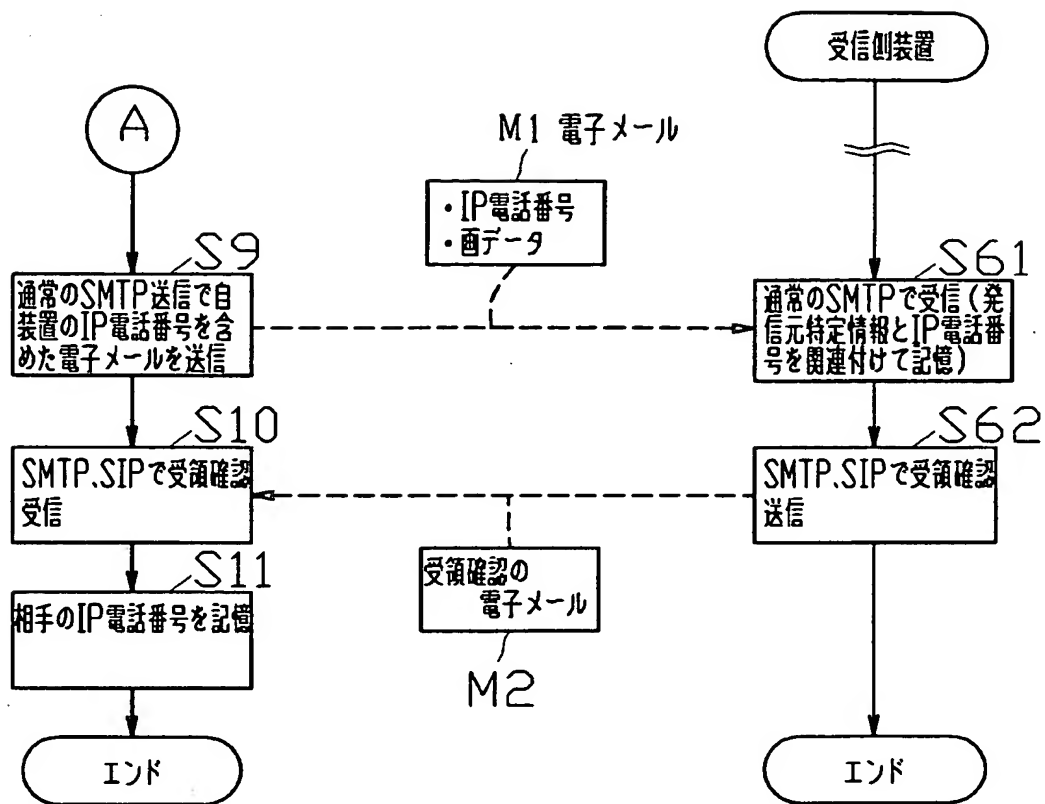 受信側装置
A
M1 電子メール
・IP電話番号
・画データ
S9
通常のSMTP送信で自
装置のIP電話番号を含
めた電子メールを送信
S61
通常のSMTPで受信(発
信元特定情報とIP電話番
号を関連付けて記憶)
S10
SMTP、SIPで受領確認
受信
S62
SMTP、SIPで受領確認
送信
受領確認の
電子メール
M2
S11
相手のIP電話番号を記憶
エンド
エンド